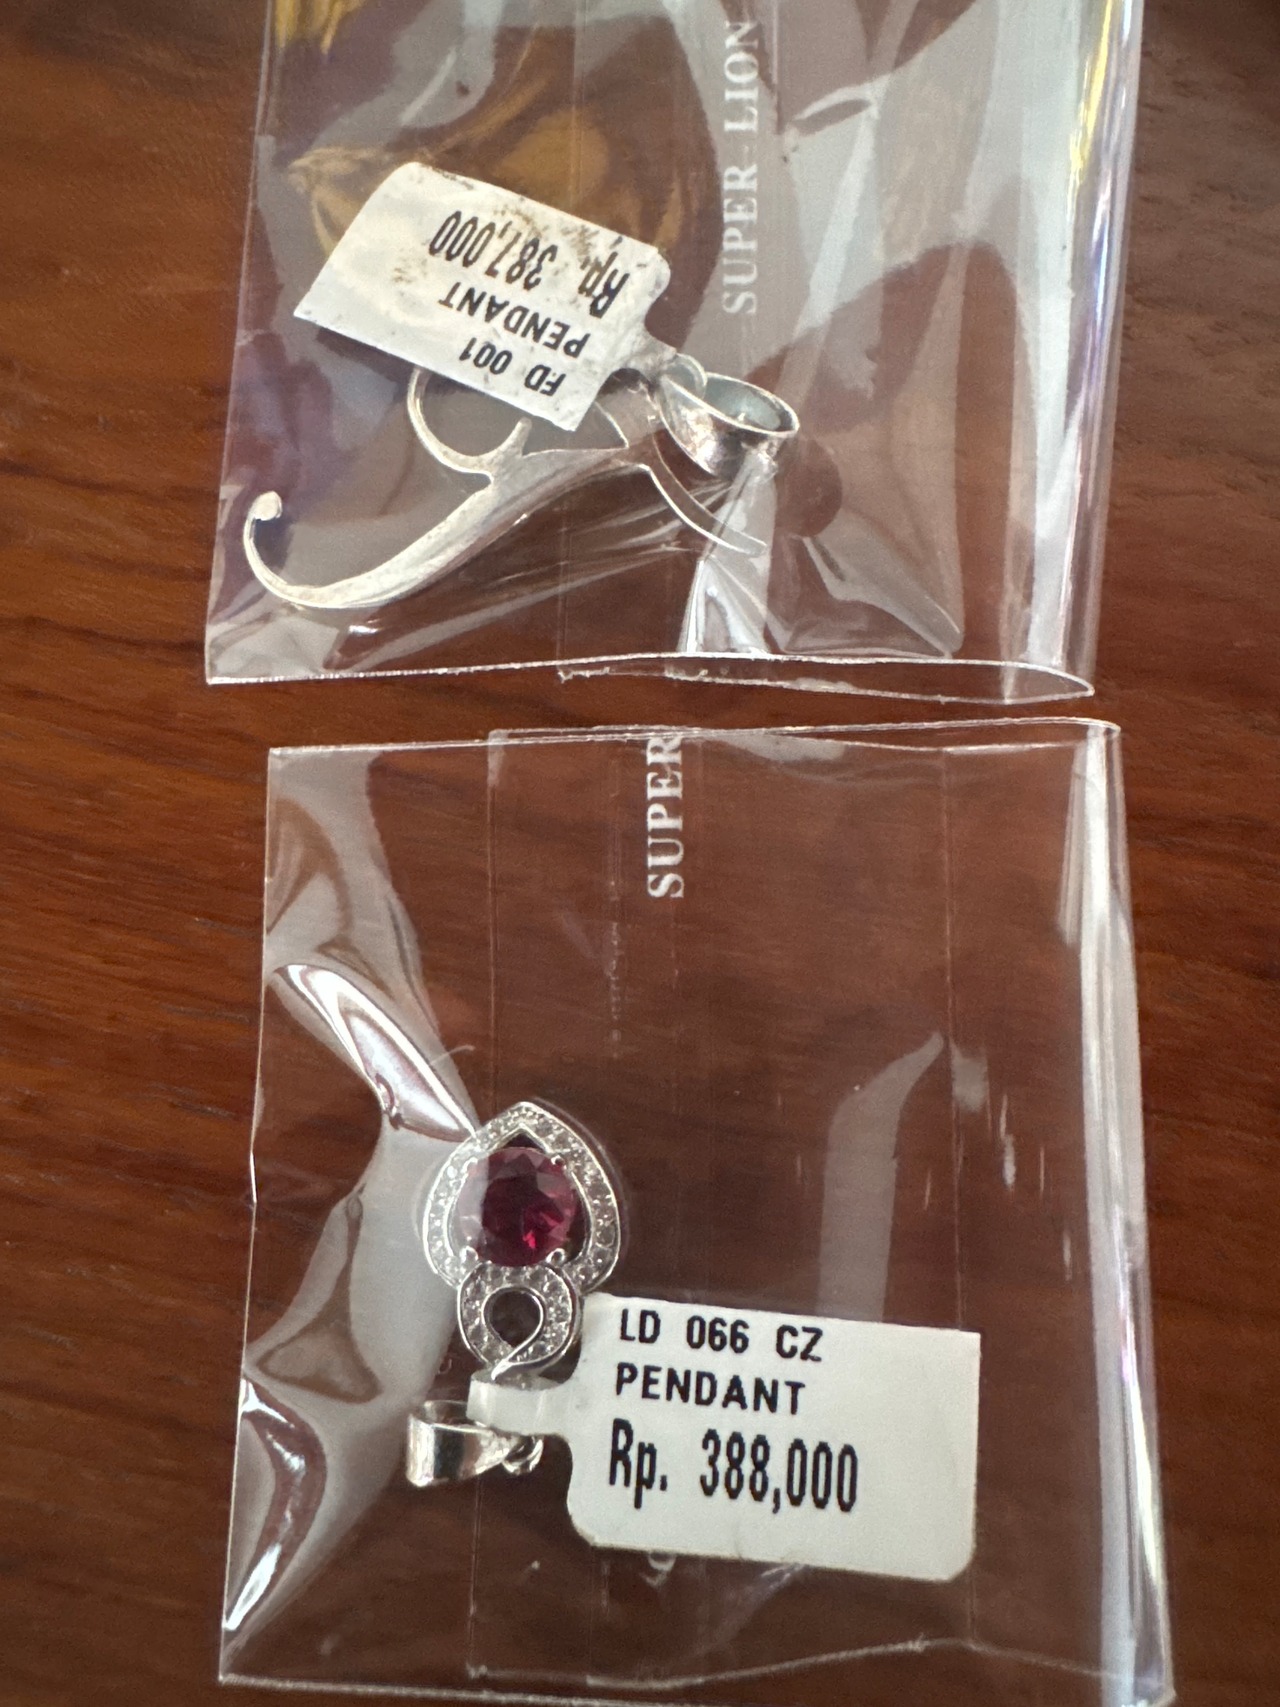 SUPER LION
FD 001
PENDANT
Rp. 387,000
SUPER
LD 066 CZ
PENDANT
Rp. 388,000